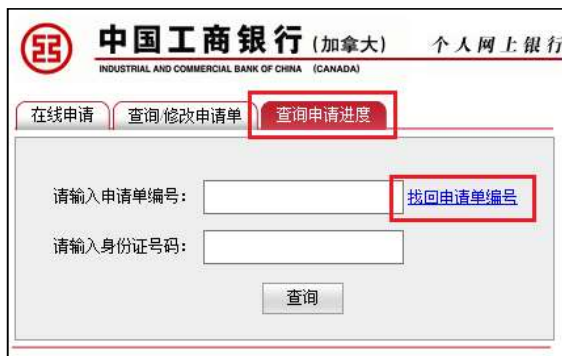 中国工商银行 (加拿大) 个人网上银行
INDUSTRIAL AND COMMERCIAL BANK OF CHINA (CANADA)
在线申请 查询/修改申请单 查询申请进度
请输入申请单编号： 找回申请单编号
请输入身份证号码：
查询